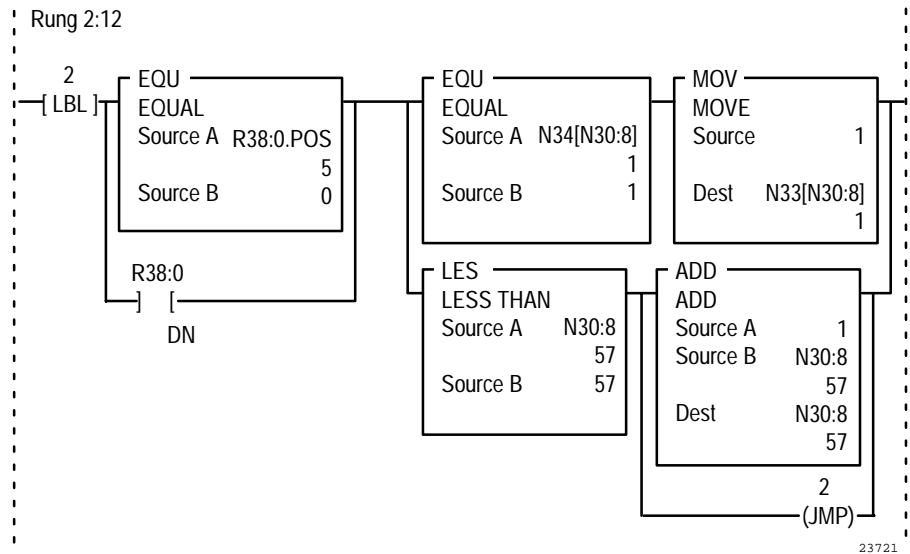 Rung 2:12
2
[ LBL ]
EQU
EQUAL
Source A R38:0.POS
5
Source B 0
R38:0
] [
DN
EQU
EQUAL
Source A N34[N30:8]
1
Source B 1
MOV
MOVE
Source 1
Dest N33[N30:8]
1
LES
LESS THAN
Source A N30:8
57
Source B 57
ADD
ADD
Source A 1
Source B N30:8
57
Dest N30:8
57
2
(JMP)
23721